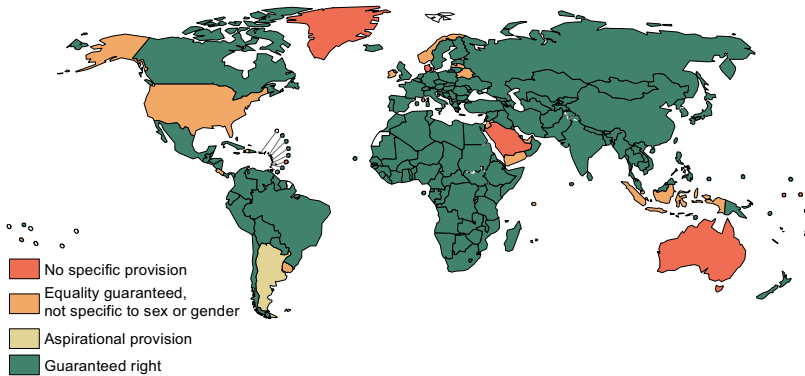 No specific provision
Equality guaranteed,
not specific to sex or gender
Aspirational provision
Guaranteed right